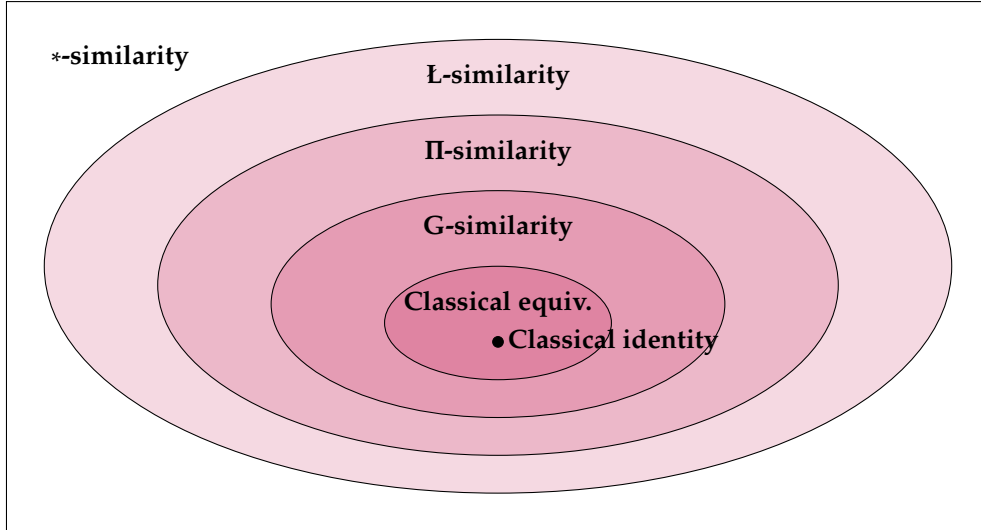 *-similarity
Ł-similarity
Π-similarity
G-similarity
Classical equiv.
Classical identity